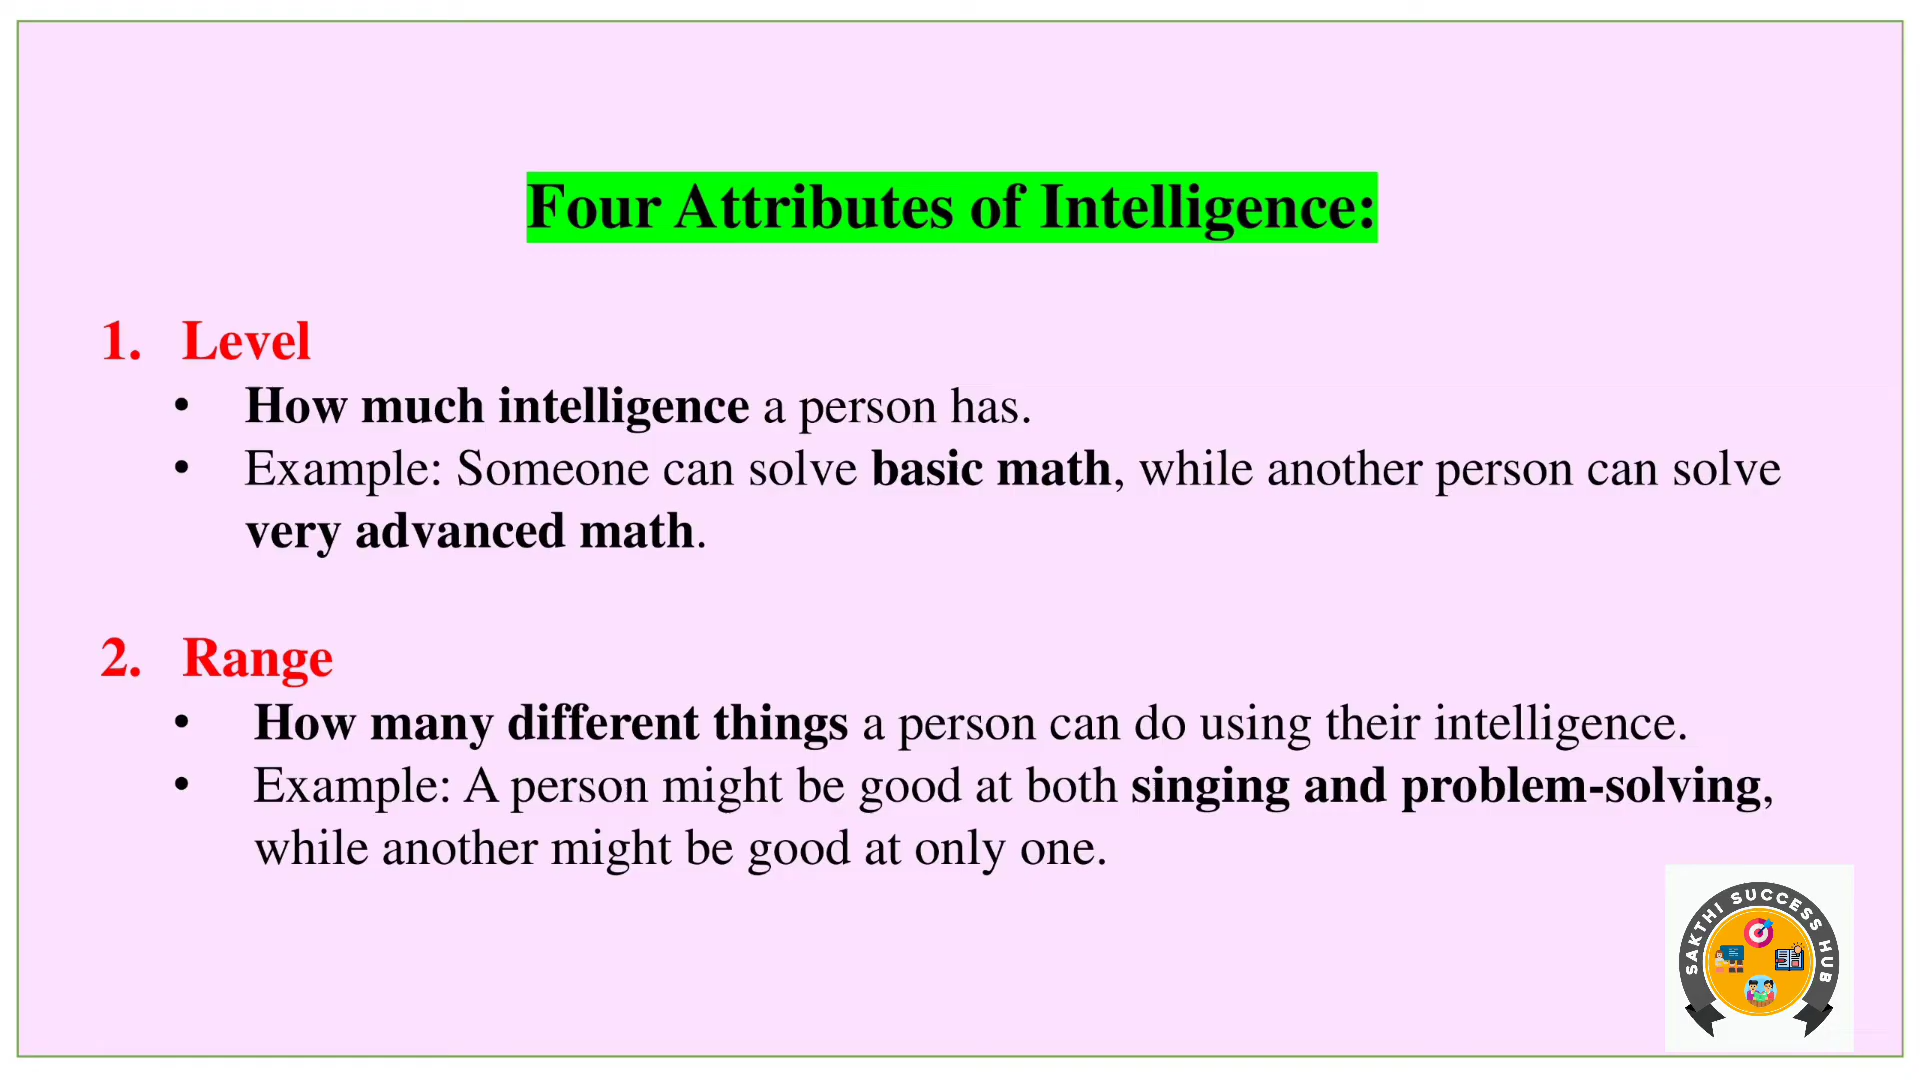 Four Attributes of Intelligence:
1. Level
• How much intelligence a person has.
• Example: Someone can solve basic math, while another person can solve
very advanced math.
2. Range
• How many different things a person can do using their intelligence.
• Example: A person might be good at both singing and problem-solving,
while another might be good at only one.
SAKTHI SUCCESS HUB